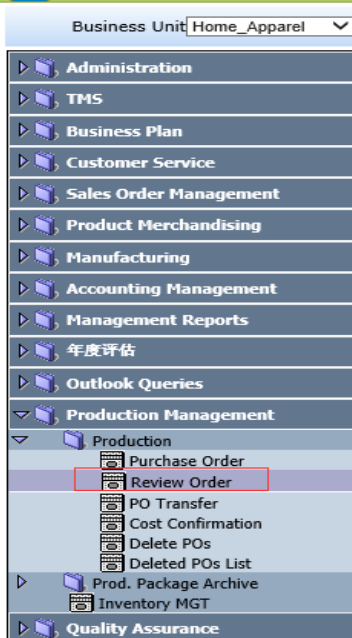 Business Unit Home_Apparel
Administration
TMS
Business Plan
Customer Service
Sales Order Management
Product Merchandising
Manufacturing
Accounting Management
Management Reports
年度评估
Outlook Queries
Production Management
Production
Purchase Order
Review Order
PO Transfer
Cost Confirmation
Delete POs
Deleted POs List
Prod. Package Archive
Inventory MGT
Quality Assurance